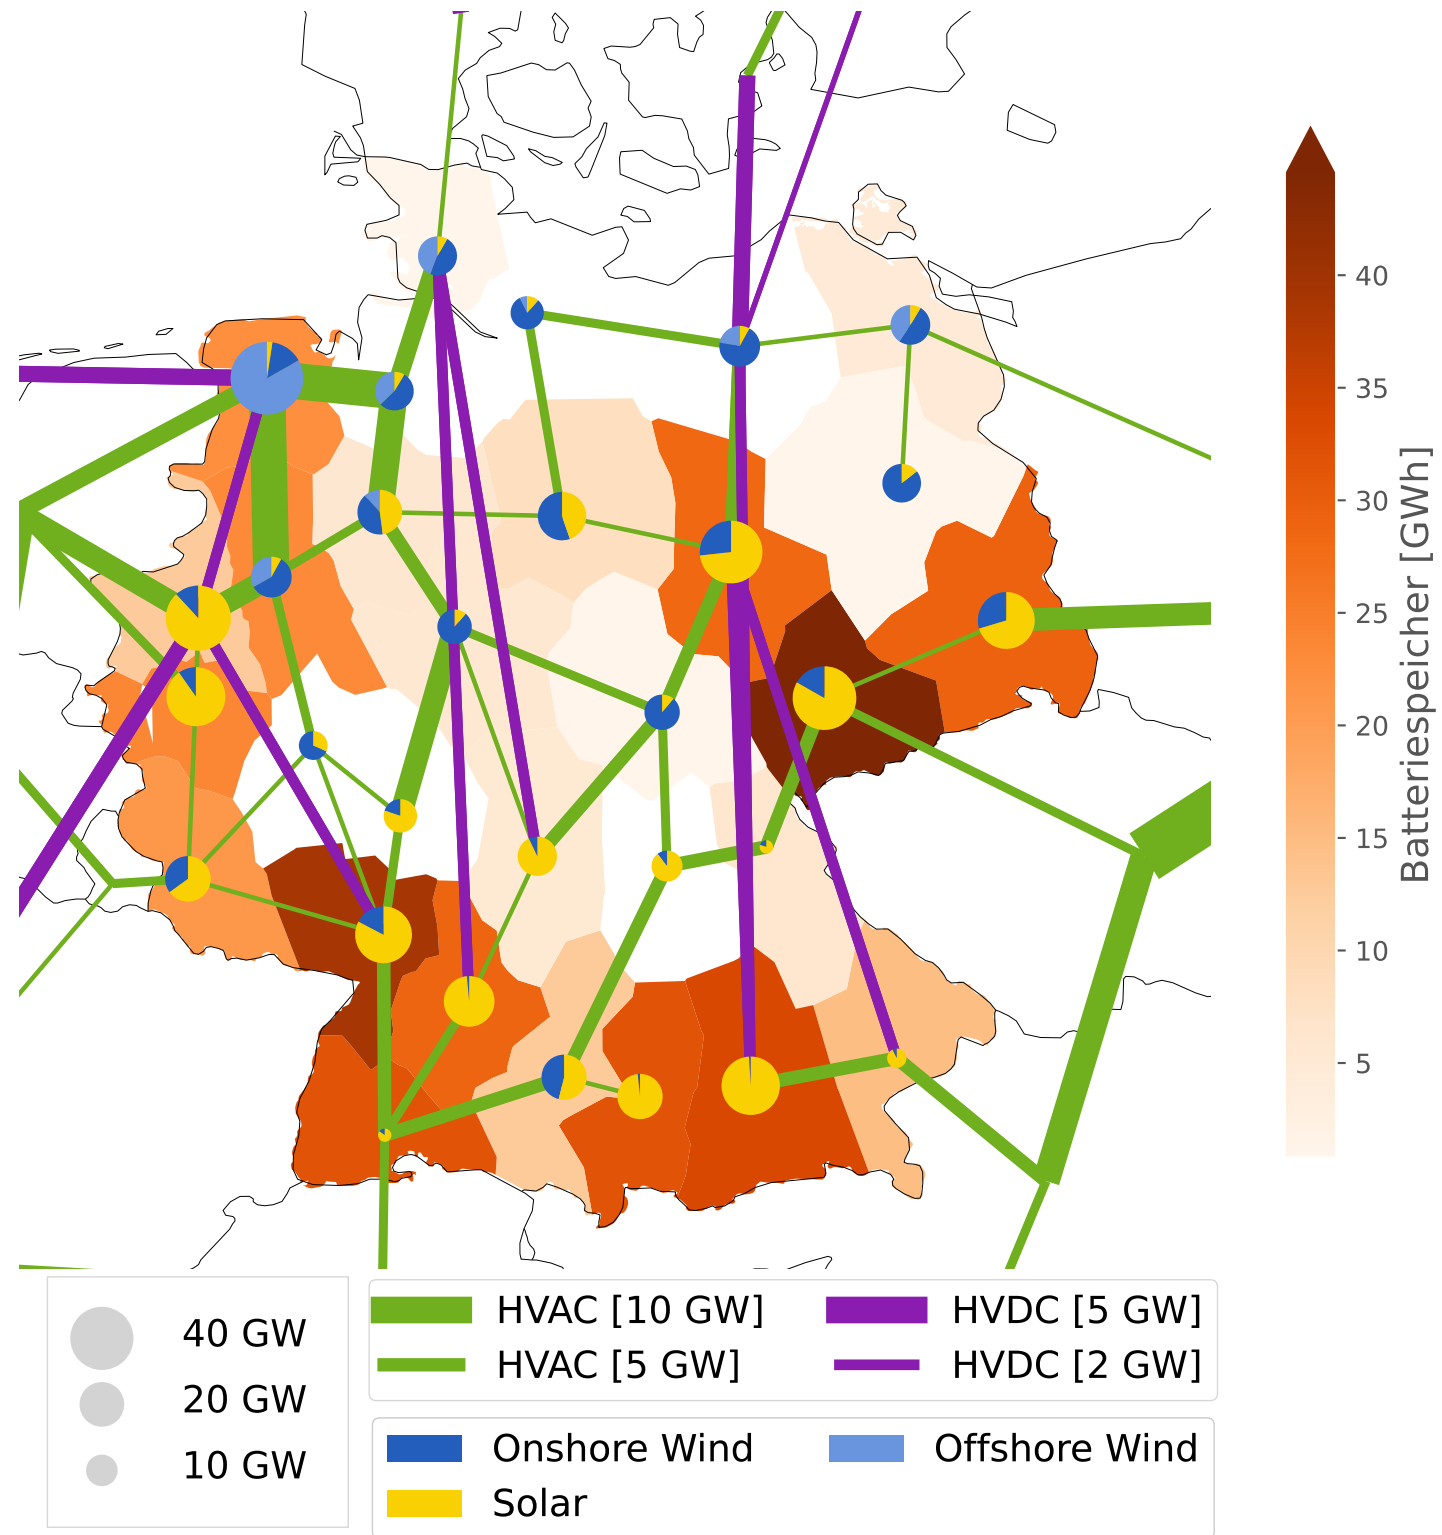 40
35
30
25
20
15
10
5
Batteriespeicher [GWh]
40 GW
20 GW
10 GW
HVAC [10 GW]
HVAC [5 GW]
HVDC [5 GW]
HVDC [2 GW]
Onshore Wind
Solar
Offshore Wind